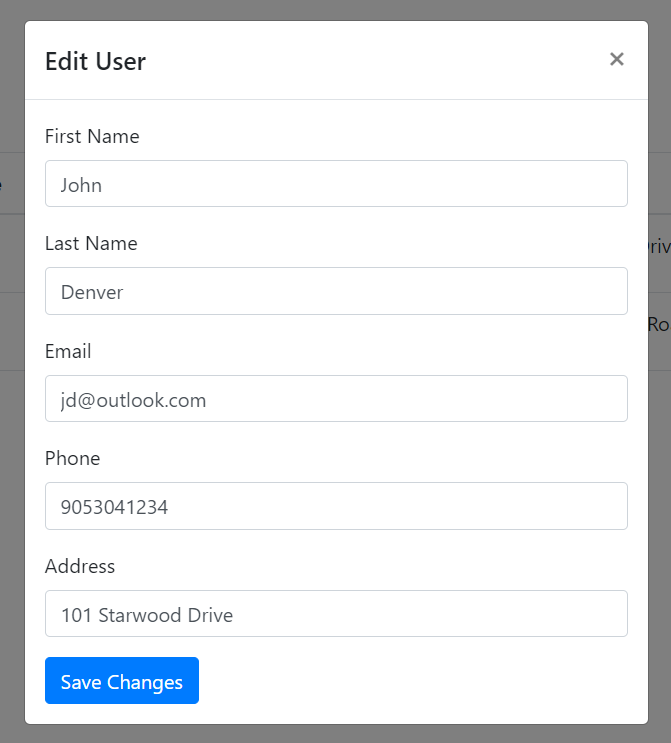 Edit User
×
First Name
John
Last Name
Denver
Email
jd@outlook.com
Phone
9053041234
Address
101 Starwood Drive
Save Changes